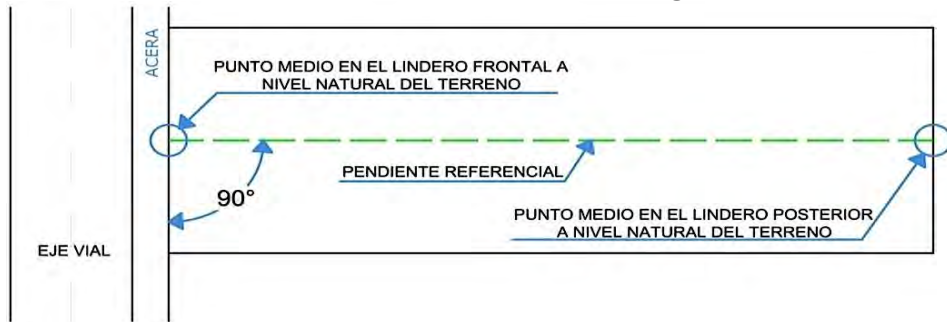 ACERA
PUNTO MEDIO EN EL LINDERO FRONTAL A
NIVEL NATURAL DEL TERRENO
PENDIENTE REFERENCIAL
90°
PUNTO MEDIO EN EL LINDERO POSTERIOR
A NIVEL NATURAL DEL TERRENO
EJE VIAL